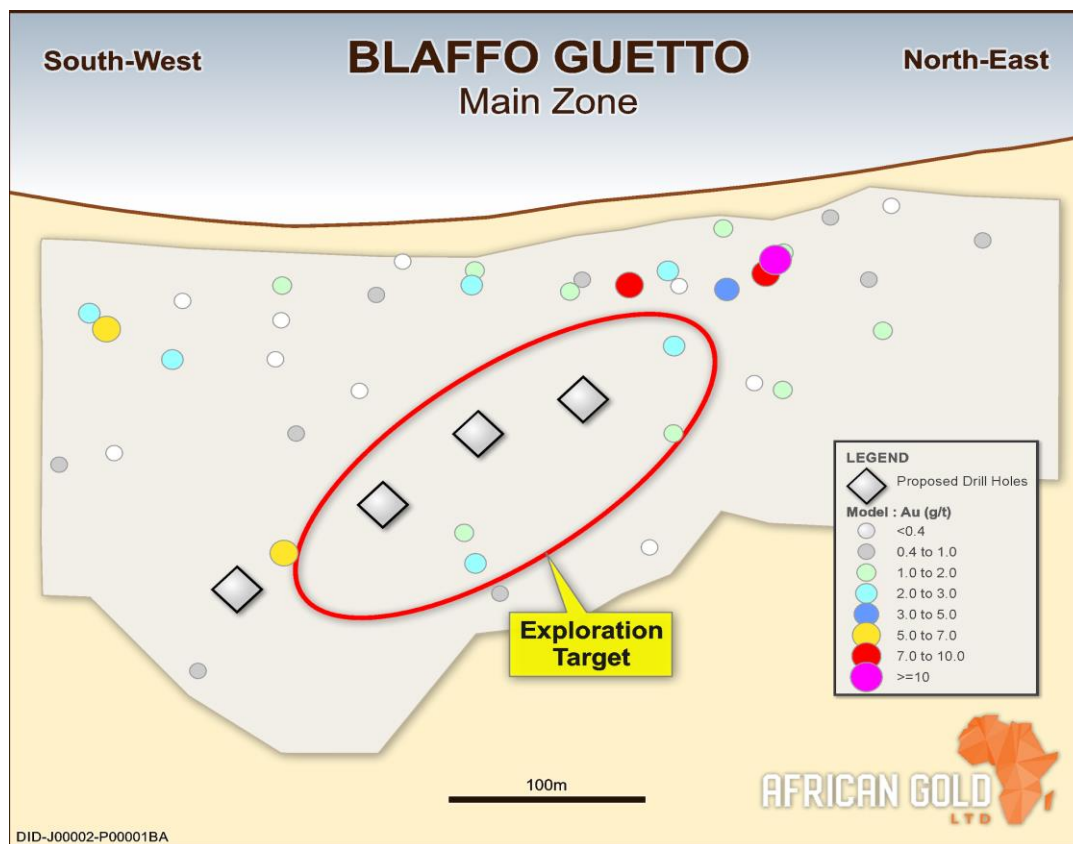 South-West
BLAFFO GUETTO
North-East
Main Zone
LEGEND
Proposed Drill Holes
Model : Au (g/t)
<0.4
0.4 to 1.0
1.0 to 2.0
2.0 to 3.0
3.0 to 5.0
5.0 to 7.0
7.0 to 10.0
>=10
Exploration
Target
100m
AFRICAN GOLD
LTD
DID-J00002-P00001BA